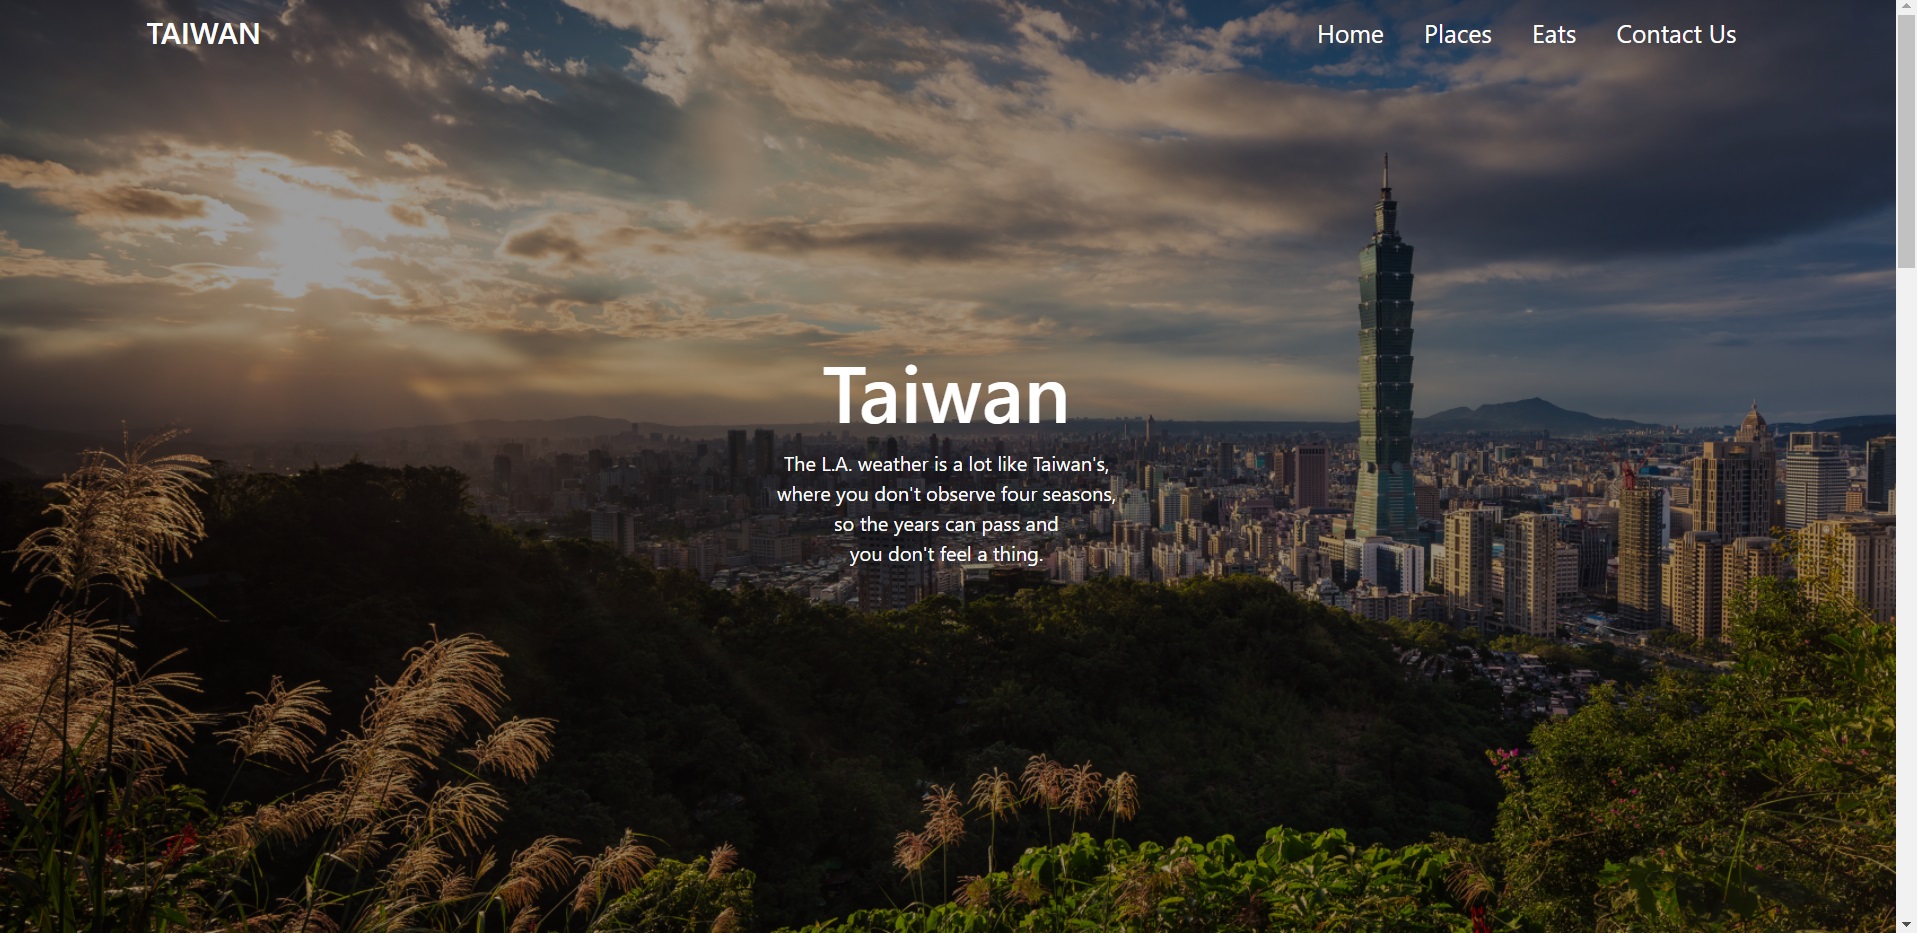 TAIWAN
Home Places Eats Contact Us
Taiwan
The L.A. weather is a lot like Taiwan's,
where you don't observe four seasons,
so the years can pass and
you don't feel a thing.